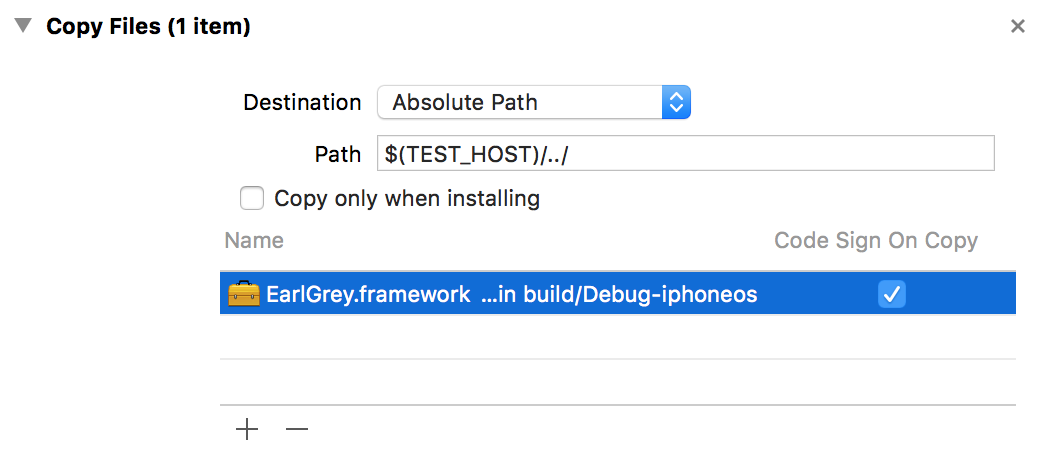 Copy Files (1 item)
Destination Absolute Path
Path $(TEST_HOST)/../
Copy only when installing
Name Code Sign On Copy
EarlGrey.framework ...in build/Debug-iphoneos